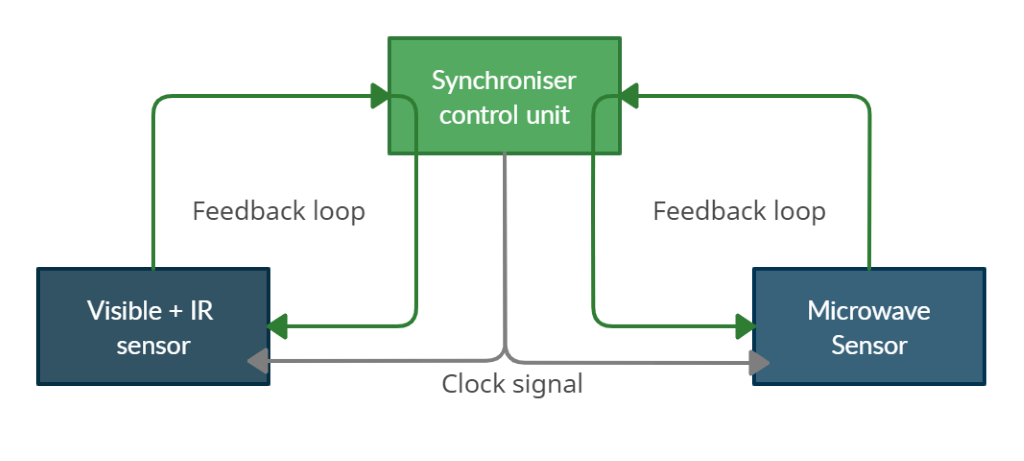 Synchroniser
control unit
Feedback loop
Feedback loop
Visible + IR
sensor
Microwave
Sensor
Clock signal